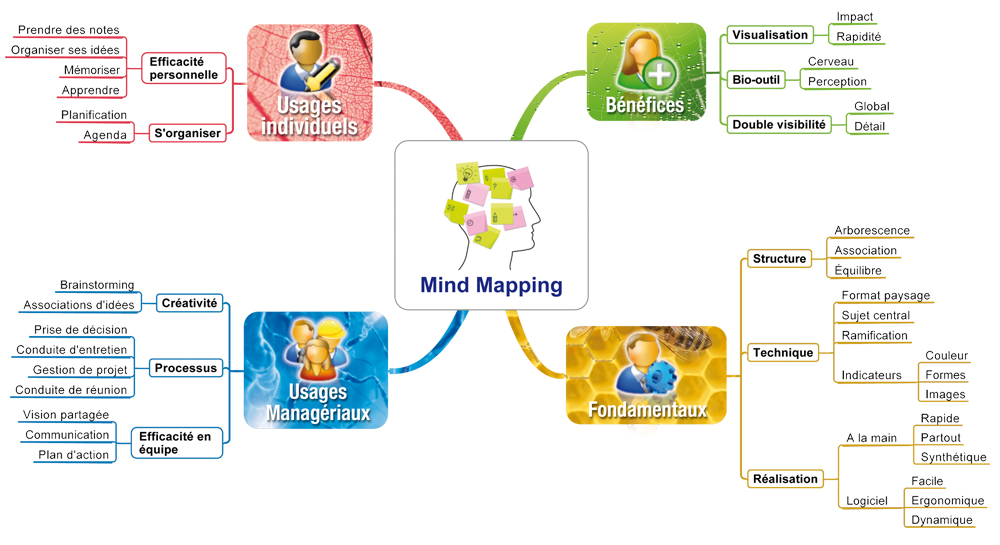 Mind Mapping
Usages
individuels
Efficacité
personnelle
Prendre des notes
Organiser ses idées
Mémoriser
Apprendre
S'organiser
Planification
Agenda
Bénéfices
Visualisation
Impact
Rapidité
Bio-outil
Cerveau
Perception
Double visibilité
Global
Détail
Usages
Managériaux
Créativité
Brainstorming
Associations d'idées
Processus
Prise de décision
Conduite d'entretien
Gestion de projet
Conduite de réunion
Efficacité en
équipe
Vision partagée
Communication
Plan d'action
Fondamentaux
Structure
Arborescence
Association
Équilibre
Technique
Format paysage
Sujet central
Ramification
Indicateurs
Couleur
Formes
Images
Réalisation
A la main
Rapide
Partout
Synthétique
Logiciel
Facile
Ergonomique
Dynamique